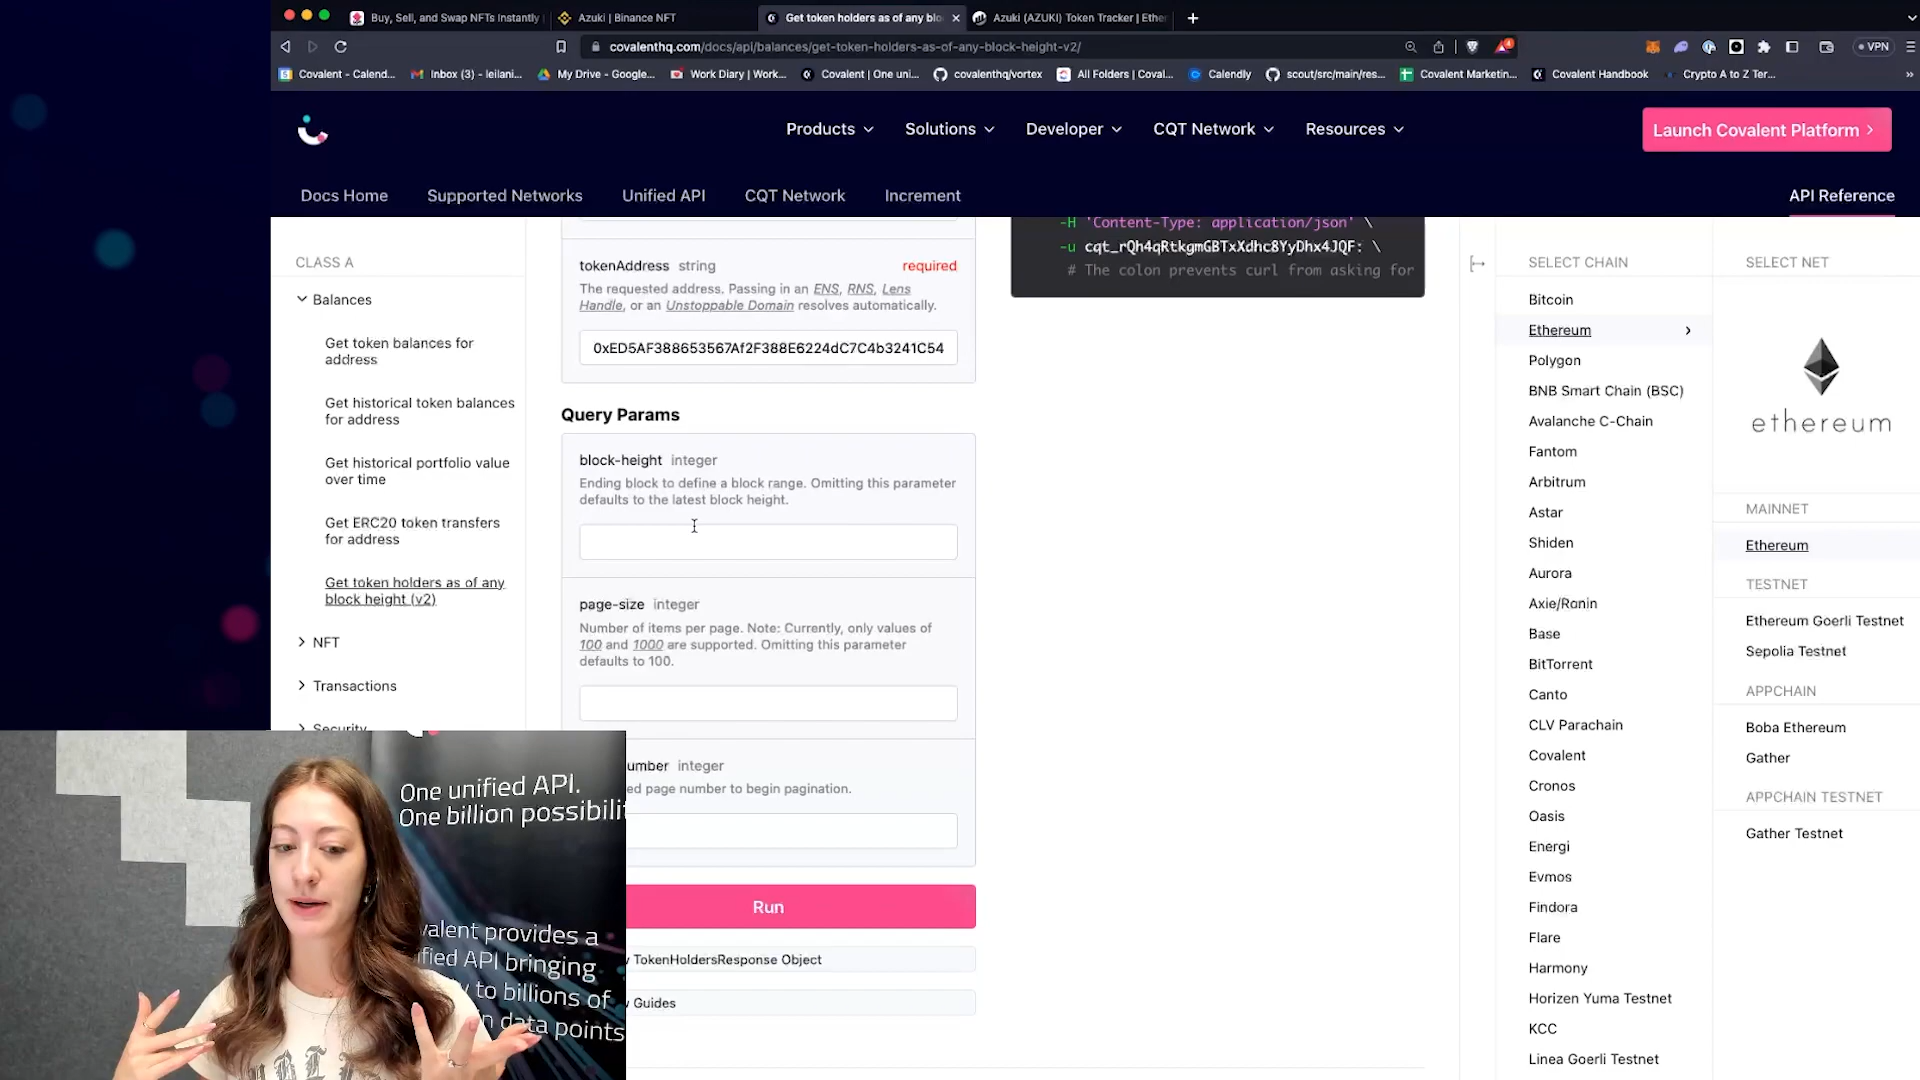 Buy, Sell, and Swap NFTs Instantly
Azuki | Binance NFT
Get token holders as of any blo
Azuki (AZUKI) Token Tracker | Ethe
covalenthq.com/docs/api/balances/get-token-holders-as-of-any-block-height-v2/
VPN
Covalent - Calend...
Inbox (3) - leilani...
My Drive - Google...
Work Diary | Work...
Covalent | One uni...
covalenthq/vortex
All Folders | Coval...
Calendly
scout/src/main/res...
Covalent Marketin...
Covalent Handbook
Crypto A to Z Ter...
Products
Solutions
Developer
CQT Network
Resources
Launch Covalent Platform
Docs Home
Supported Networks
Unified API
CQT Network
Increment
API Reference
CLASS A
Balances
Get token balances for
address
Get historical token balances
for address
Get historical portfolio value
over time
Get ERC20 token transfers
for address
Get token holders as of any
block height (v2)
NFT
Transactions
Security
tokenAddress string required
The requested address. Passing in an ENS, RNS, Lens
Handle, or an Unstoppable Domain resolves automatically.
0xED5AF388653567Af2F388E6224dC7C4b3241C54
Query Params
block-height integer
Ending block to define a block range. Omitting this parameter
defaults to the latest block height.
page-size integer
Number of items per page. Note: Currently, only values of
100 and 1000 are supported. Omitting this parameter
defaults to 100.
umber integer
ed page number to begin pagination.
Run
TokenHoldersResponse Object
Guides
-H 'Content-Type: application/json' \
-u cqt_rQh4qRtkgmGBTxXdhc8YyDhx4JQF: \
# The colon prevents curl from asking for
SELECT CHAIN
Bitcoin
Ethereum
Polygon
BNB Smart Chain (BSC)
Avalanche C-Chain
Fantom
Arbitrum
Astar
Shiden
Aurora
Axie/Ronin
Base
BitTorrent
Canto
CLV Parachain
Covalent
Cronos
Oasis
Energi
Evmos
Findora
Flare
Harmony
Horizen Yuma Testnet
KCC
Linea Goerli Testnet
SELECT NET
ethereum
MAINNET
Ethereum
TESTNET
Ethereum Goerli Testnet
Sepolia Testnet
APPCHAIN
Boba Ethereum
Gather
APPCHAIN TESTNET
Gather Testnet
One unified API.
One billion possibilit
valent provides a
ified API bringing
y to billions of
n data points